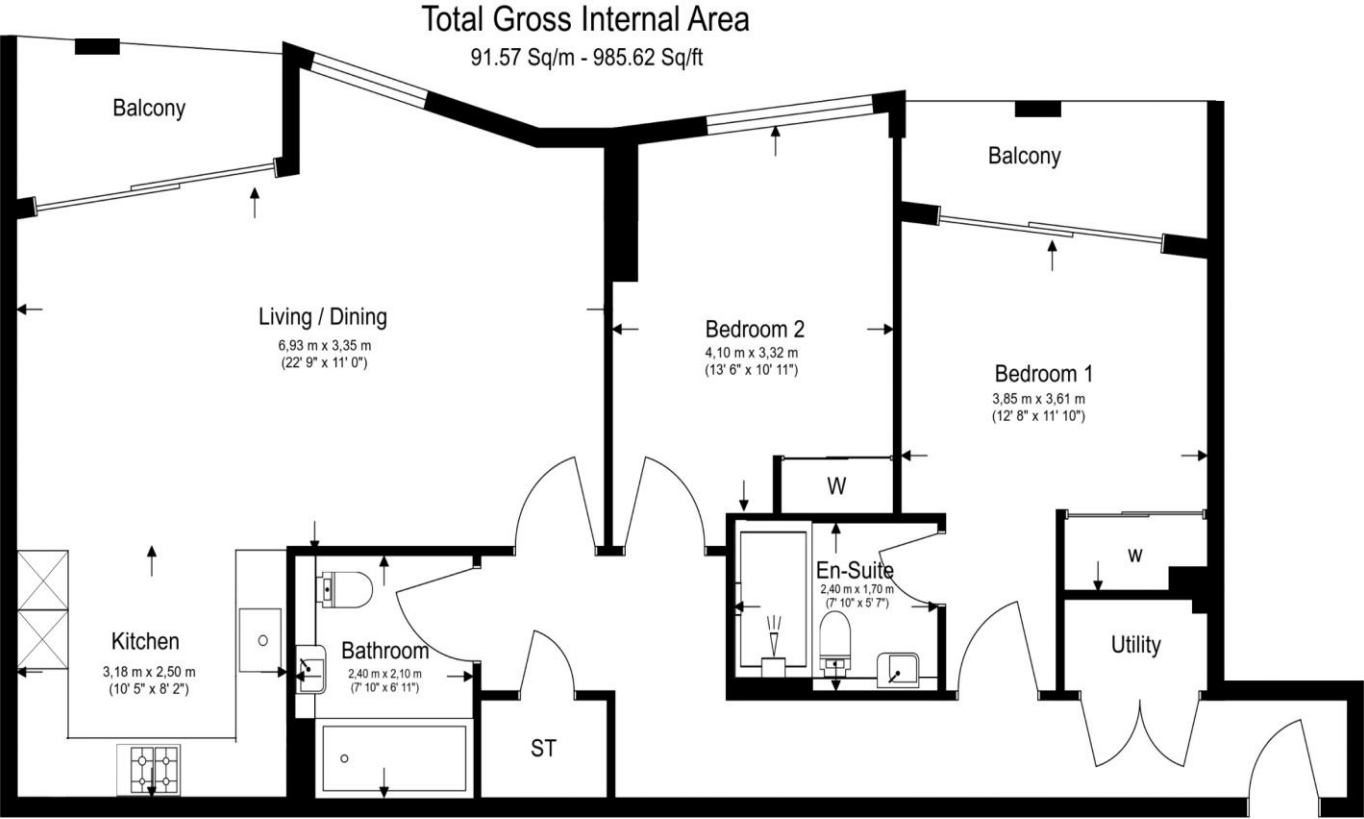 Total Gross Internal Area
91.57 Sq/m - 985.62 Sq/ft
Balcony
Balcony
Living / Dining
6,93 m x 3,35 m
(22' 9" x 11' 0")
Bedroom 2
4,10 m x 3,32 m
(13' 6" x 10' 11")
Bedroom 1
3,85 m x 3,61 m
(12' 8" x 11' 10")
W
w
En-Suite
2,40 m x 1,70 m
(7' 10" x 5' 7")
Kitchen
3,18 m x 2,50 m
(10' 5" x 8' 2")
Bathroom
2,40 m x 2,10 m
(7' 10" x 6' 11")
Utility
ST